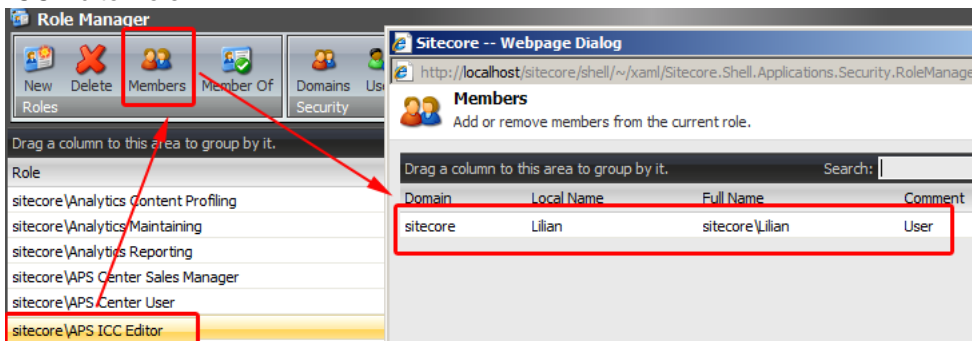 Role Manager
New Delete Members Member Of Domains
Roles Security
Drag a column to this area to group by it.
Role
sitecore\Analytics Content Profiling
sitecore\Analytics Maintaining
sitecore\Analytics Reporting
sitecore\APS Center Sales Manager
sitecore\APS Center User
sitecore\APS ICC Editor
Sitecore -- Webpage Dialog
http://localhost/sitecore/shell/~/xaml/Sitecore.Shell.Applications.Security.RoleManage
Members
Add or remove members from the current role.
Drag a column to this area to group by it. Search:
Domain Local Name Full Name Comment
sitecore Lilian sitecore\Lilian User